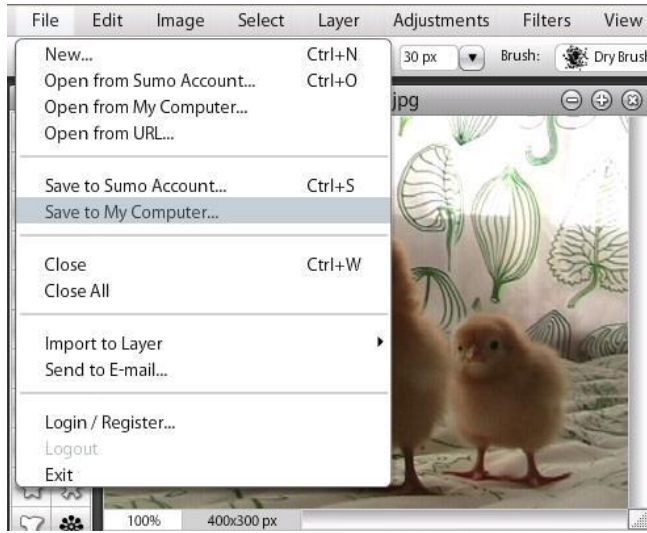 File Edit Image Select Layer Adjustments Filters View
30 px Brush: Dry Brush
jpg
New... Ctrl+N
Open from Sumo Account... Ctrl+O
Open from My Computer...
Open from URL...
Save to Sumo Account... Ctrl+S
Save to My Computer...
Close Ctrl+W
Close All
Import to Layer
Send to E-mail...
Login / Register...
Logout
Exit
100% 400x300 px